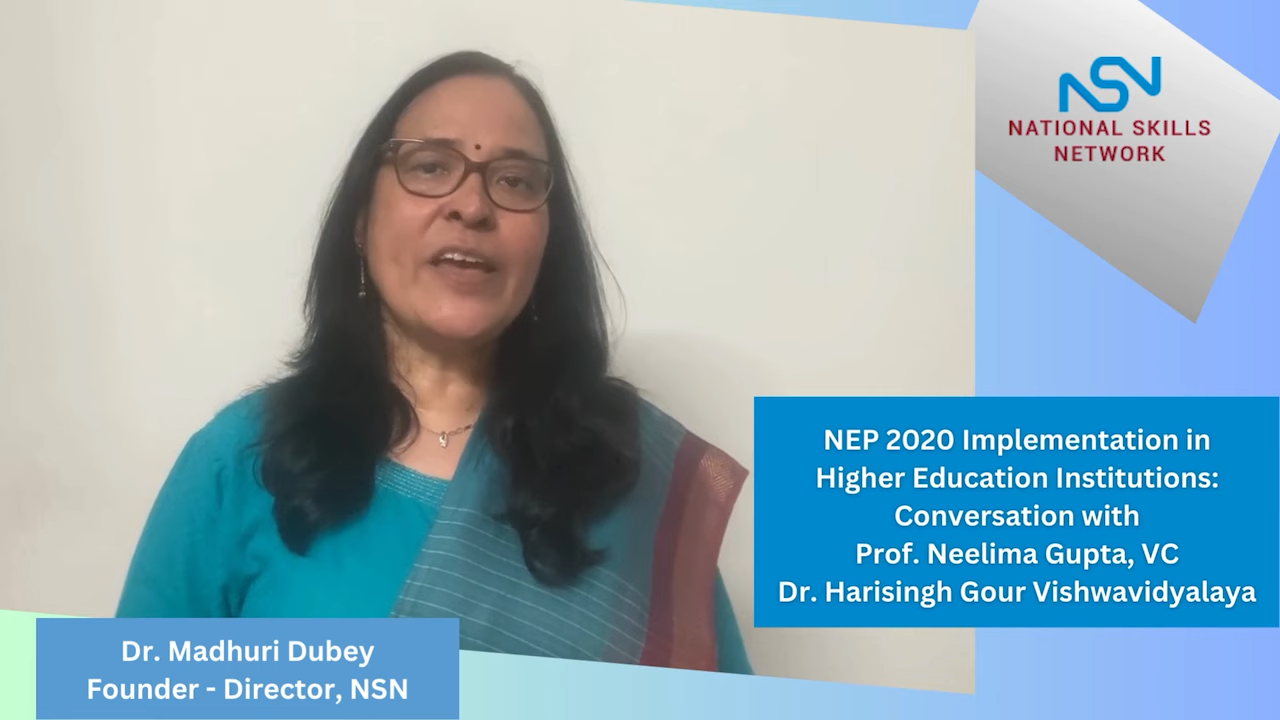 NSN
NATIONAL SKILLS
NETWORK
NEP 2020 Implementation in
Higher Education Institutions:
Conversation with
Prof. Neelima Gupta, VC
Dr. Harisingh Gour Vishwavidyalaya
Dr. Madhuri Dubey
Founder - Director, NSN